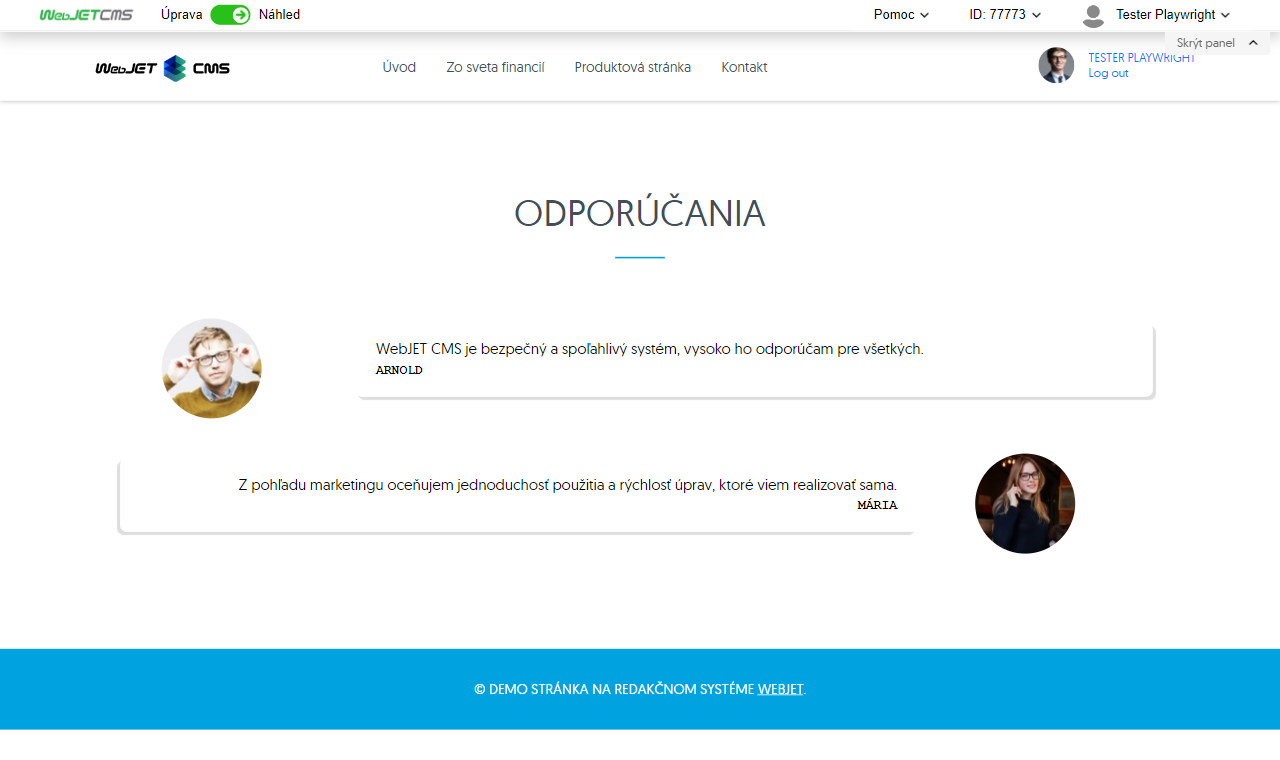 WebJETCMS Úprava Náhľed Pomoc ID: 77773 Tester Playwright
Skrýt panel
WebJET CMS Úvod Zo sveta financií Produktová stránka Kontakt TESTER PLAYWRIGHT
Log out
ODPORÚČANIA
WebJET CMS je bezpečný a spoľahlivý systém, vysoko ho odporúčam pre všetkých.
ARNOLD
Z pohľadu marketingu oceňujem jednoduchosť použitia a rýchlosť úprav, ktoré viem realizovať sama.
MÁRIA
© DEMO STRÁNKA NA REDAKČNOM SYSTÉME WEBJET.